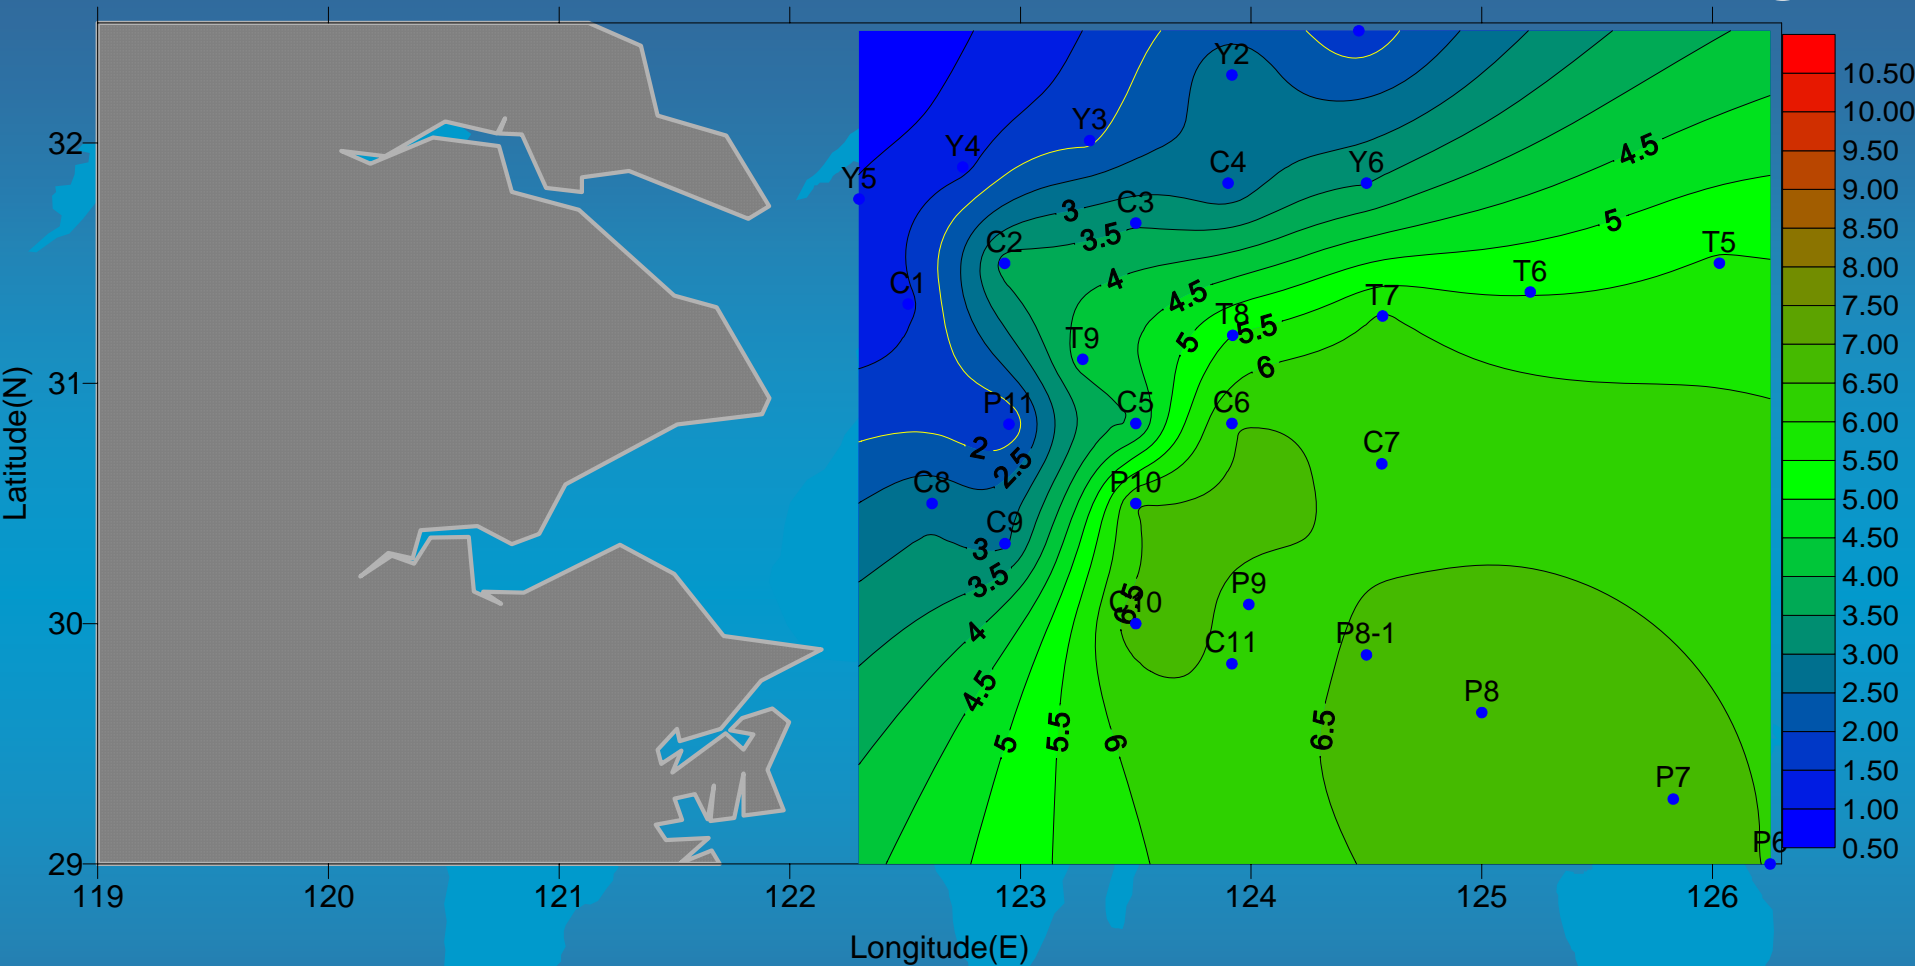 Y2
10.50
10.00
Y3
32
Y4
C4
Y6
4.5
9.50
Y5
9.00
3
C3
5
8.50
C2
3.5
T5
8.00
C1
4
4.5
T6
T7
7.50
T8
5.5
T9
5
7.00
31
6
6.50
P11
C5
C6
6.00
2
C7
5.50
C8
2.5
P10
5.00
C9
3
4.50
3.5
P9
4.00
30
C10
6.5
3.50
4
C11
P8-1
3.00
4.5
P8
2.50
5
5.5
6
6.5
2.00
P7
1.50
1.00
29
P6
0.50
119
120
121
122
123
124
125
126
Latitude(N)
Longitude(E)